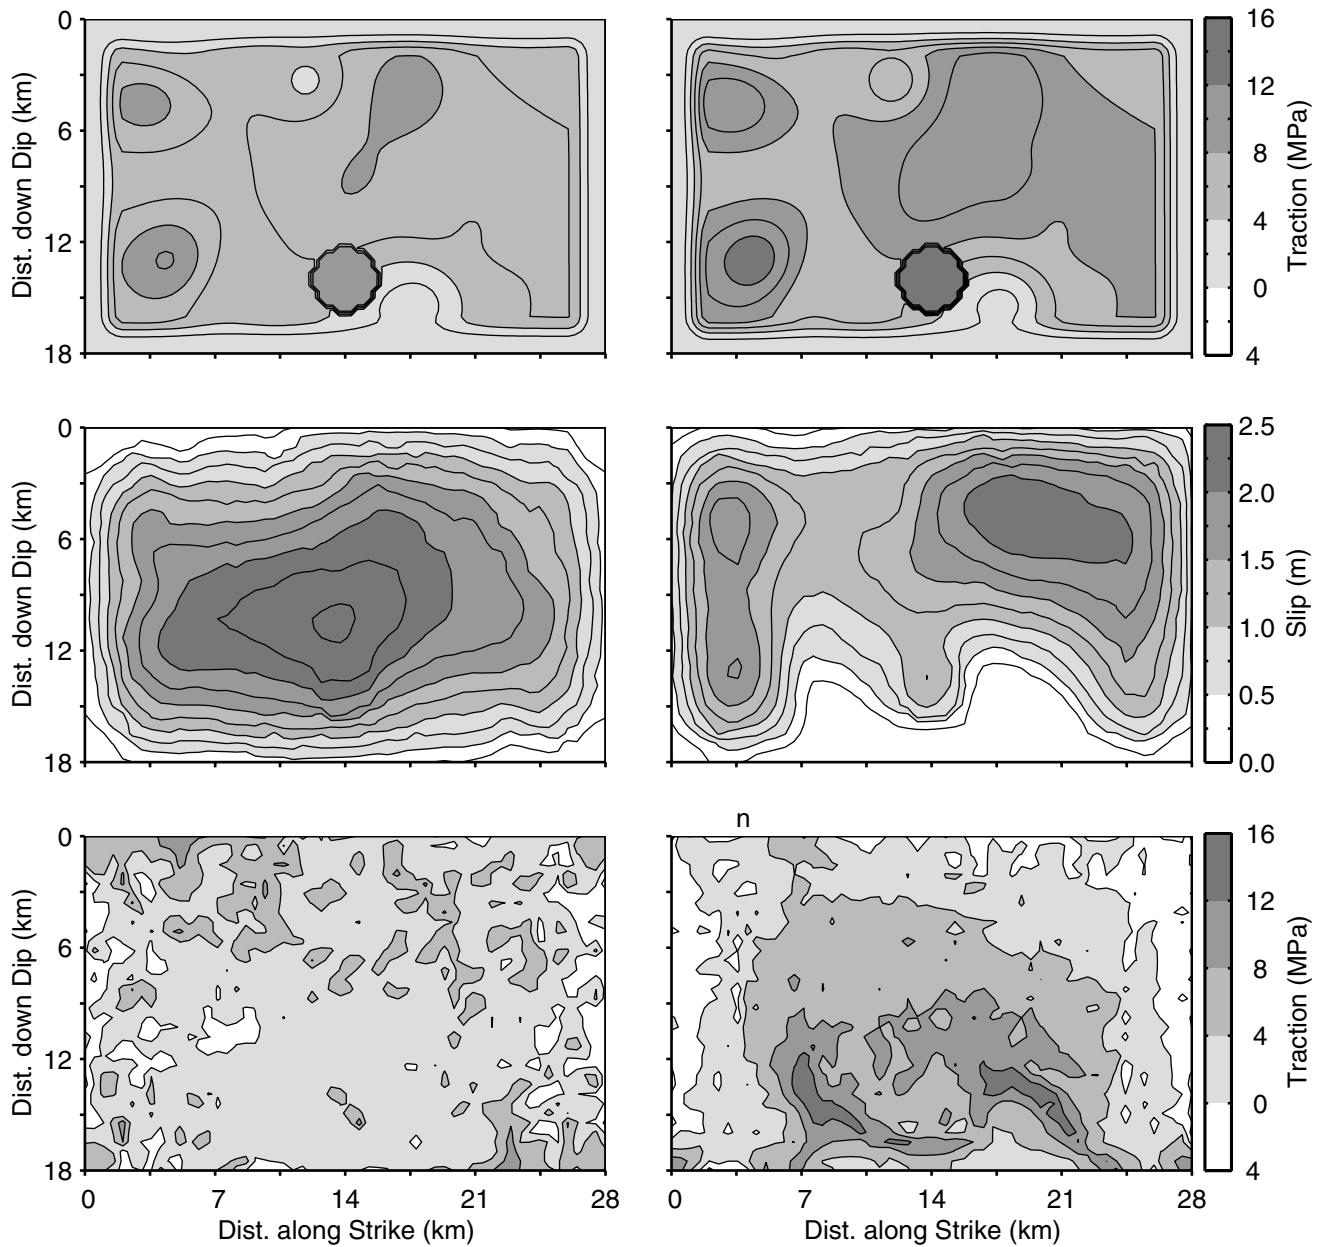 0
6
12
18
Dist. down Dip (km)
16
12
8
4
0
4
Traction (MPa)
0
6
12
18
Dist. down Dip (km)
2.5
2.0
1.5
1.0
0.5
0.0
Slip (m)
n
0
6
12
18
Dist. down Dip (km)
0 7 14 21 28
Dist. along Strike (km)
0 7 14 21 28
Dist. along Strike (km)
16
12
8
4
0
4
Traction (MPa)